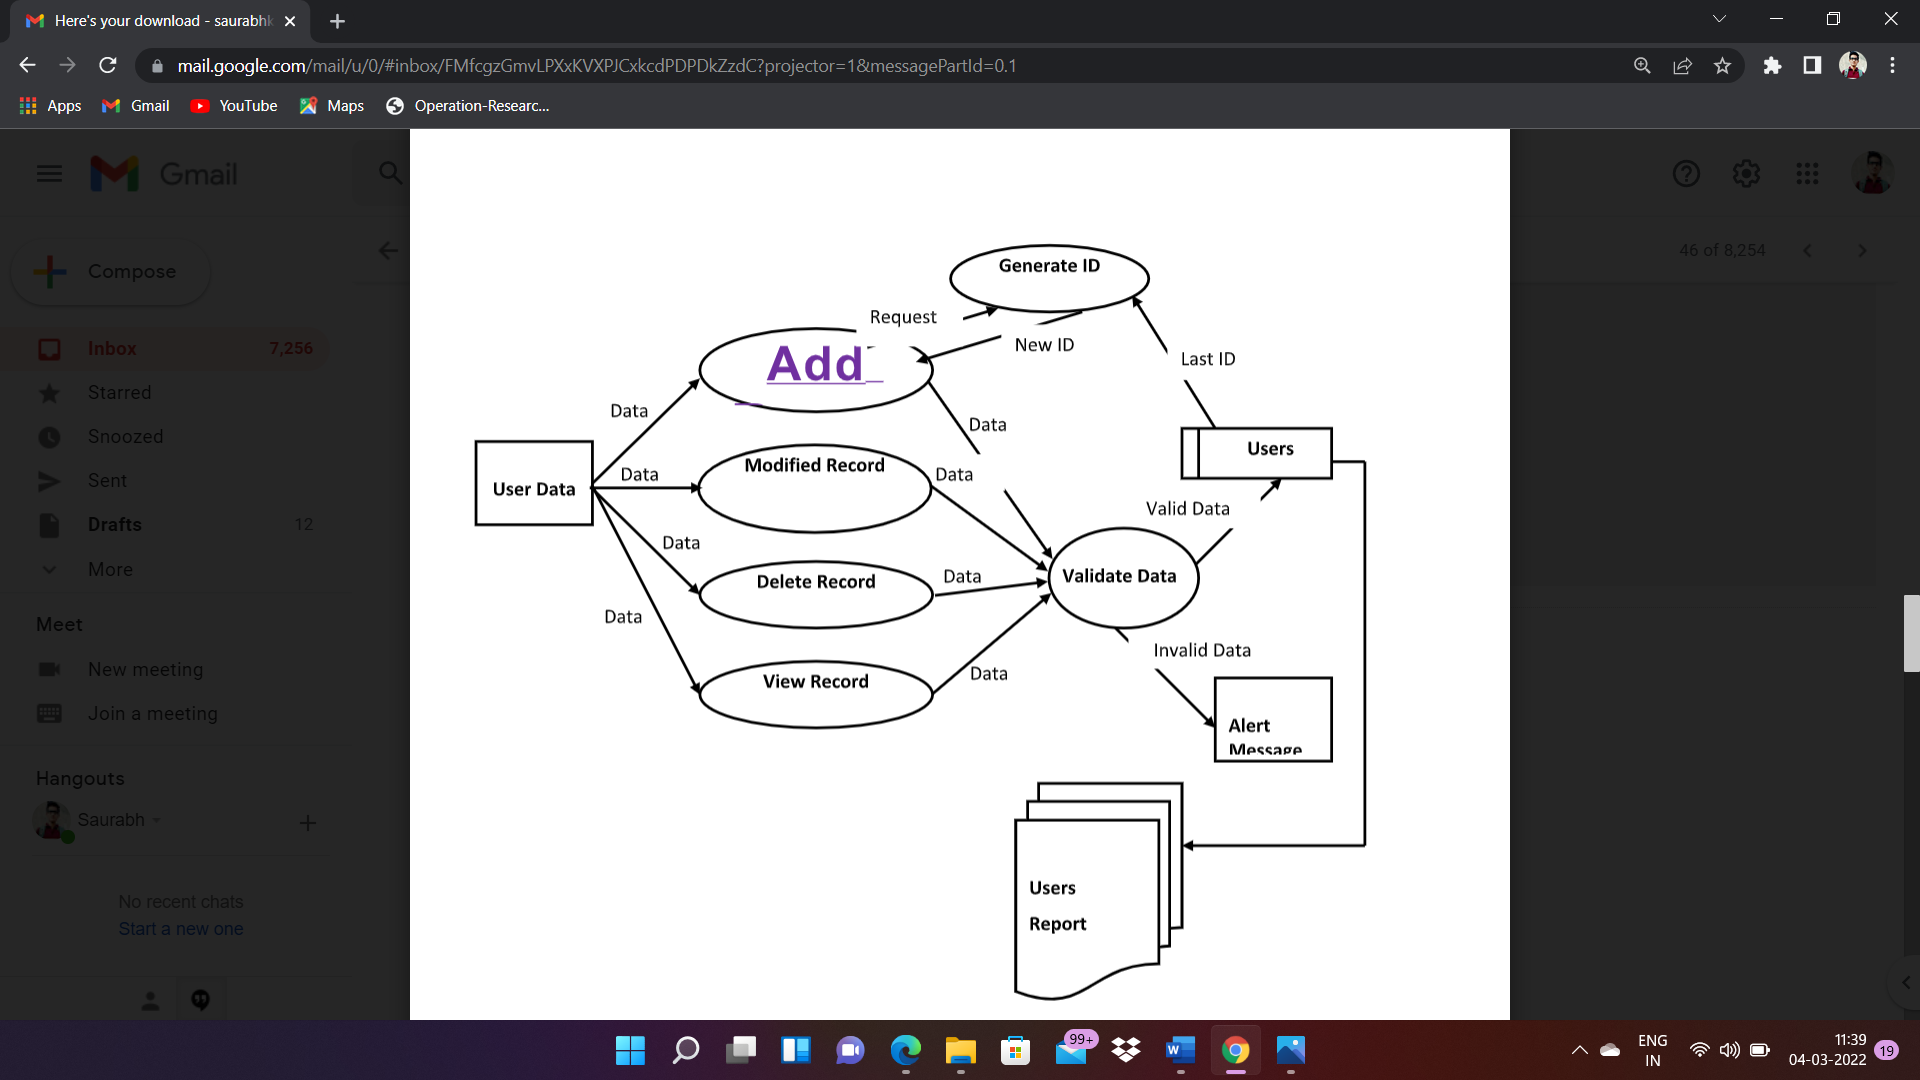 Here's your download - saurabhk
mail.google.com/mail/u/0/#inbox/FMfcgzGmvLPXxKVXPJCxkcdPDPDkZzdC?projector=1&messagePartId=0.1
Apps Gmail YouTube Maps Operation-Researc...
Gmail
Compose
46 of 8,254
Inbox 7,256
Starred
Snoozed
Sent
Drafts 12
More
Meet
New meeting
Join a meeting
Hangouts
Saurabh
No recent chats
Start a new one
Generate ID
Request
New ID
Last ID
Add
Data
Data
Users
Modified Record
Data
Data
User Data
Valid Data
Data
Delete Record
Data
Validate Data
Data
Invalid Data
View Record
Data
Alert
Message
Users
Report
99+
ENG
IN
11:39
04-03-2022
19